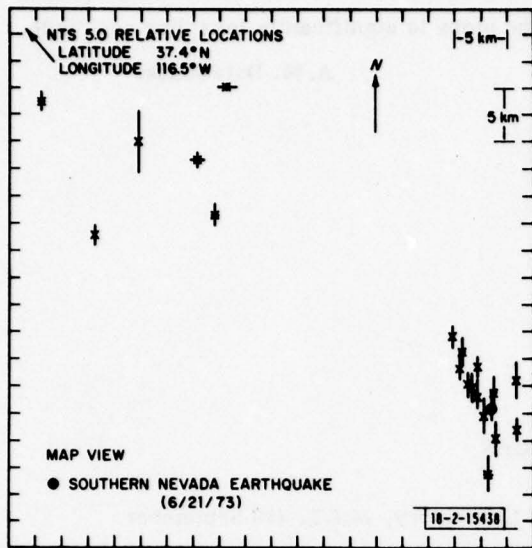 NTS 5.0 RELATIVE LOCATIONS
LATITUDE 37.4°N
LONGITUDE 116.5°W
5 km
N
5 km
MAP VIEW
SOUTHERN NEVADA EARTHQUAKE
(6/21/73)
18-2-15438